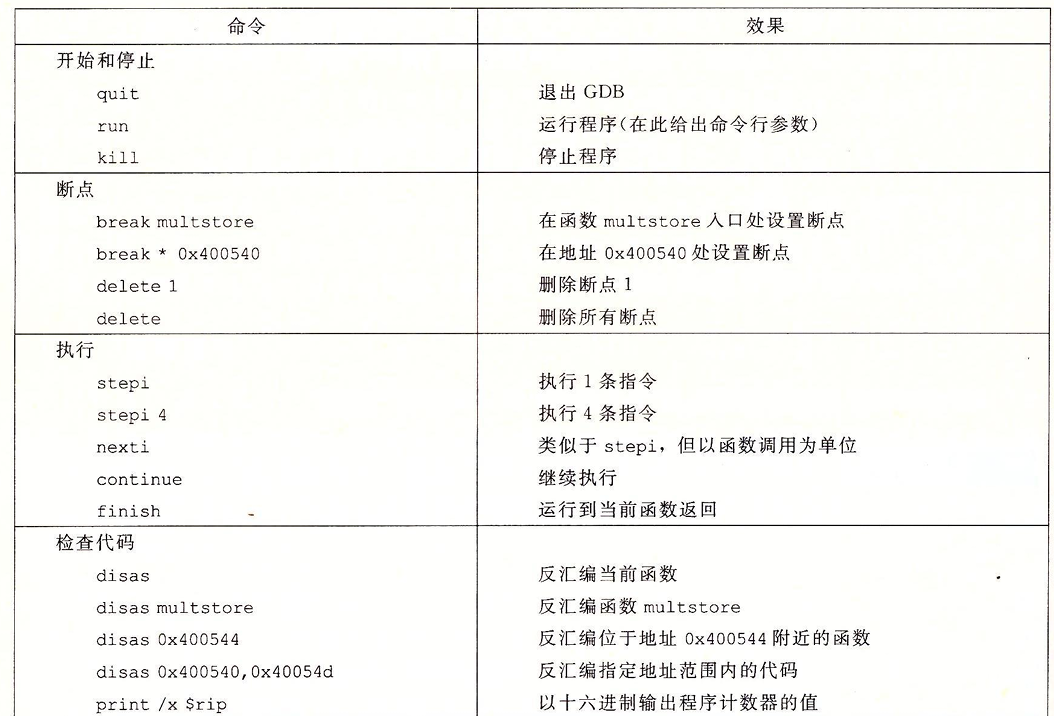 命令 效果
开始和停止
quit 退出 GDB
run 运行程序(在此给出命令行参数)
kill 停止程序
断点
break multstore 在函数 multstore 入口处设置断点
break * 0x400540 在地址 0x400540 处设置断点
delete 1 删除断点 1
delete 删除所有断点
执行
stepi 执行 1 条指令
stepi 4 执行 4 条指令
nexti 类似于 stepi，但以函数调用为单位
continue 继续执行
finish 运行到当前函数返回
检查代码
disas 反汇编当前函数
disas multstore 反汇编函数 multstore
disas 0x400544 反汇编位于地址 0x400544 附近的函数
disas 0x400540,0x40054d 反汇编指定地址范围内的代码
print /x $rip 以十六进制输出程序计数器的值